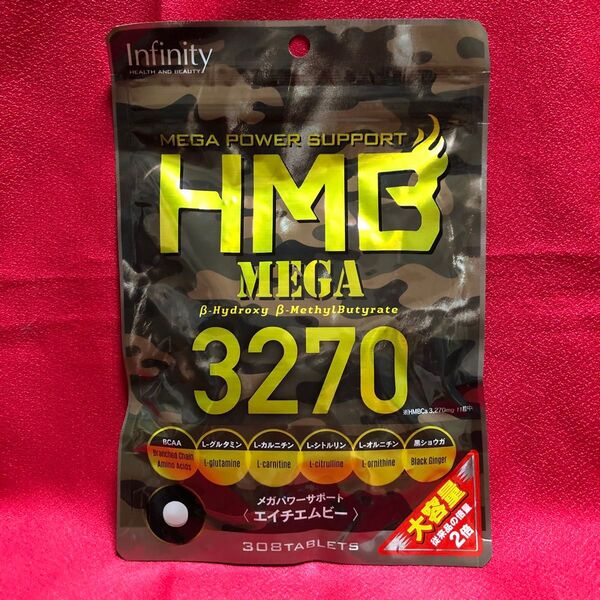 Infinity
HEALTH AND BEAUTY
MEGA POWER SUPPORT
HMB
MEGA
β-Hydroxy β-MethylButyrate
3270
BCAA
Branched Chain
Amino Acids
L-グルタミン
L-glutamine
L-カルニチン
L-carnitine
L-シトルリン
L-citrulline
L-オルニチン
L-ornithine
黒ショウガ
Black Ginger
メガパワーサポート
〈エイチエムビー〉
308TABLETS
大容量
2倍